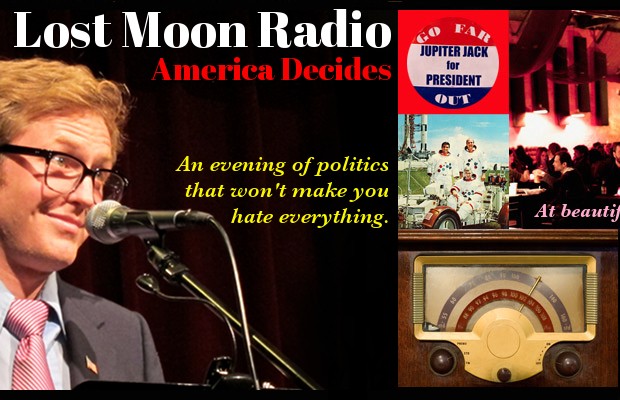 Lost Moon Radio
America Decides
GO FAR
JUPITER JACK
for
PRESIDENT
OUT
An evening of politics
that won't make you
hate everything.
At beautif